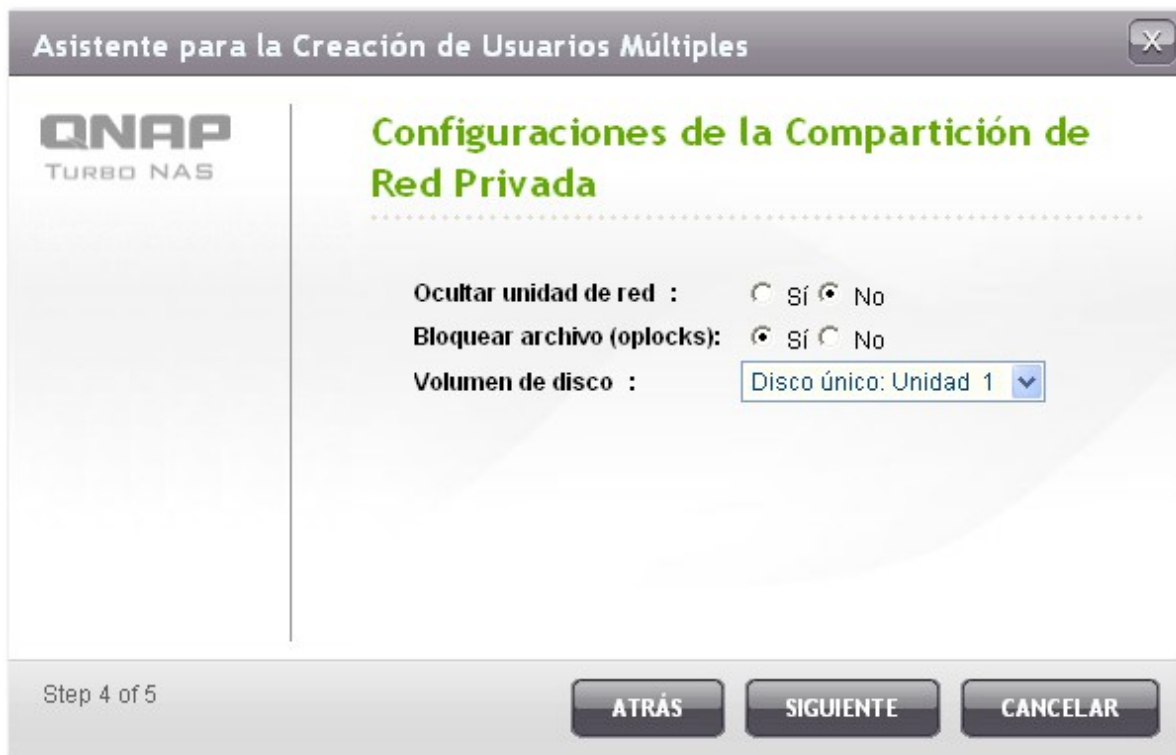 Asistente para la Creación de Usuarios Múltiples
X
QNAP
TURBO NAS
Configuraciones de la Compartición de
Red Privada
Ocultar unidad de red : Sí No
Bloquear archivo (oplocks): Sí No
Volumen de disco : Disco único: Unidad 1
Step 4 of 5
ATRÁS SIGUIENTE CANCELAR